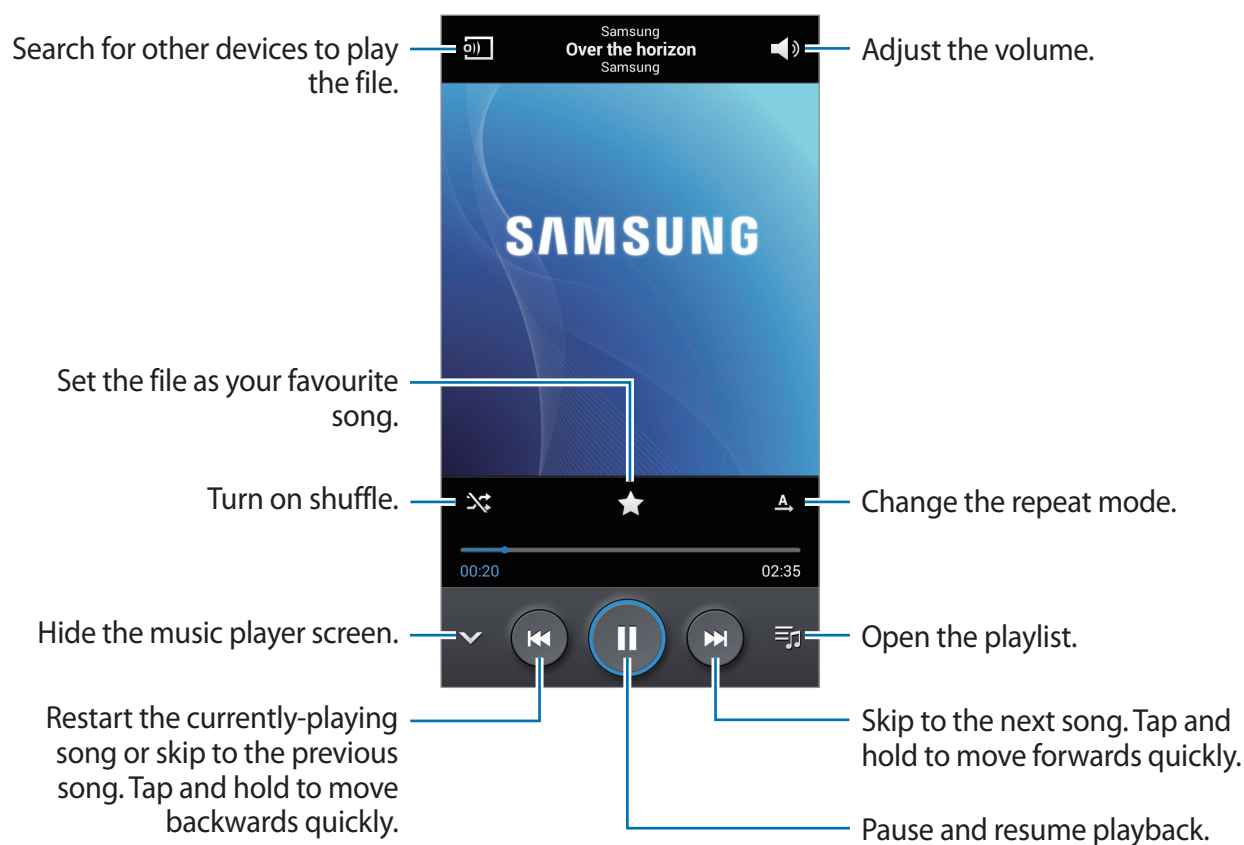 Search for other devices to play
the file.
Samsung
Over the horizon
Samsung
Adjust the volume.
SAMSUNG
Set the file as your favourite
song.
Turn on shuffle.
A
Change the repeat mode.
00:20
02:35
Hide the music player screen.
Open the playlist.
Restart the currently-playing
song or skip to the previous
song. Tap and hold to move
backwards quickly.
Skip to the next song. Tap and
hold to move forwards quickly.
Pause and resume playback.